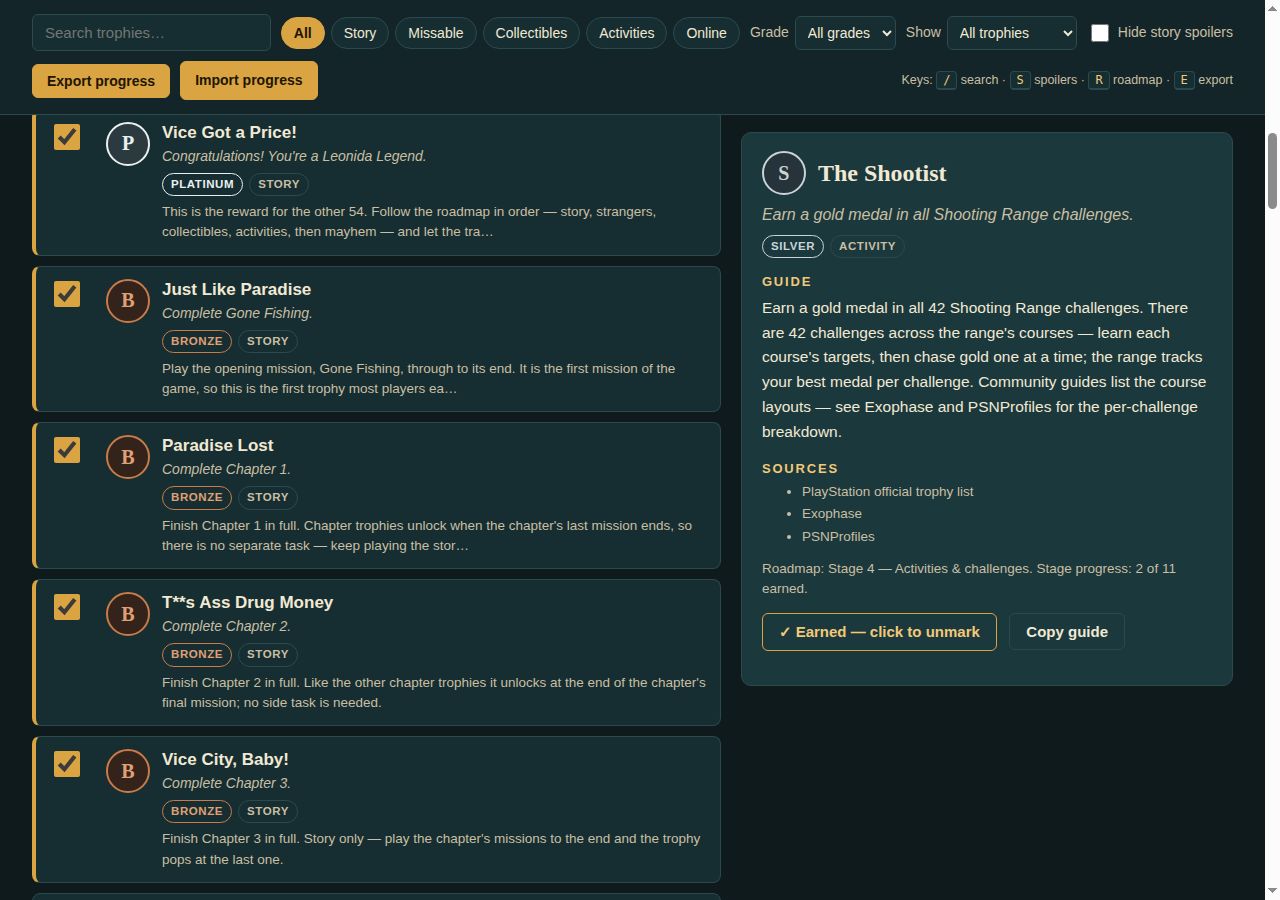 Search trophies…
All
Story
Missable
Collectibles
Activities
Online
Grade
All grades
Show
All trophies
Hide story spoilers
Export progress
Import progress
Keys: / search · S spoilers · R roadmap · E export
P
Vice Got a Price!
Congratulations! You're a Leonida Legend.
PLATINUM
STORY
This is the reward for the other 54. Follow the roadmap in order — story, strangers,
collectibles, activities, then mayhem — and let the tra…
B
Just Like Paradise
Complete Gone Fishing.
BRONZE
STORY
Play the opening mission, Gone Fishing, through to its end. It is the first mission of the
game, so this is the first trophy most players ea…
B
Paradise Lost
Complete Chapter 1.
BRONZE
STORY
Finish Chapter 1 in full. Chapter trophies unlock when the chapter's last mission ends, so
there is no separate task — keep playing the stor…
B
T**s Ass Drug Money
Complete Chapter 2.
BRONZE
STORY
Finish Chapter 2 in full. Like the other chapter trophies it unlocks at the end of the chapter's
final mission; no side task is needed.
B
Vice City, Baby!
Complete Chapter 3.
BRONZE
STORY
Finish Chapter 3 in full. Story only — play the chapter's missions to the end and the trophy
pops at the last one.
S
The Shootist
Earn a gold medal in all Shooting Range challenges.
SILVER
ACTIVITY
GUIDE
Earn a gold medal in all 42 Shooting Range challenges. There
are 42 challenges across the range's courses — learn each
course's targets, then chase gold one at a time; the range tracks
your best medal per challenge. Community guides list the course
layouts — see Exophase and PSNProfiles for the per-challenge
breakdown.
SOURCES
• PlayStation official trophy list
• Exophase
• PSNProfiles
Roadmap: Stage 4 — Activities & challenges. Stage progress: 2 of 11
earned.
✓ Earned — click to unmark
Copy guide